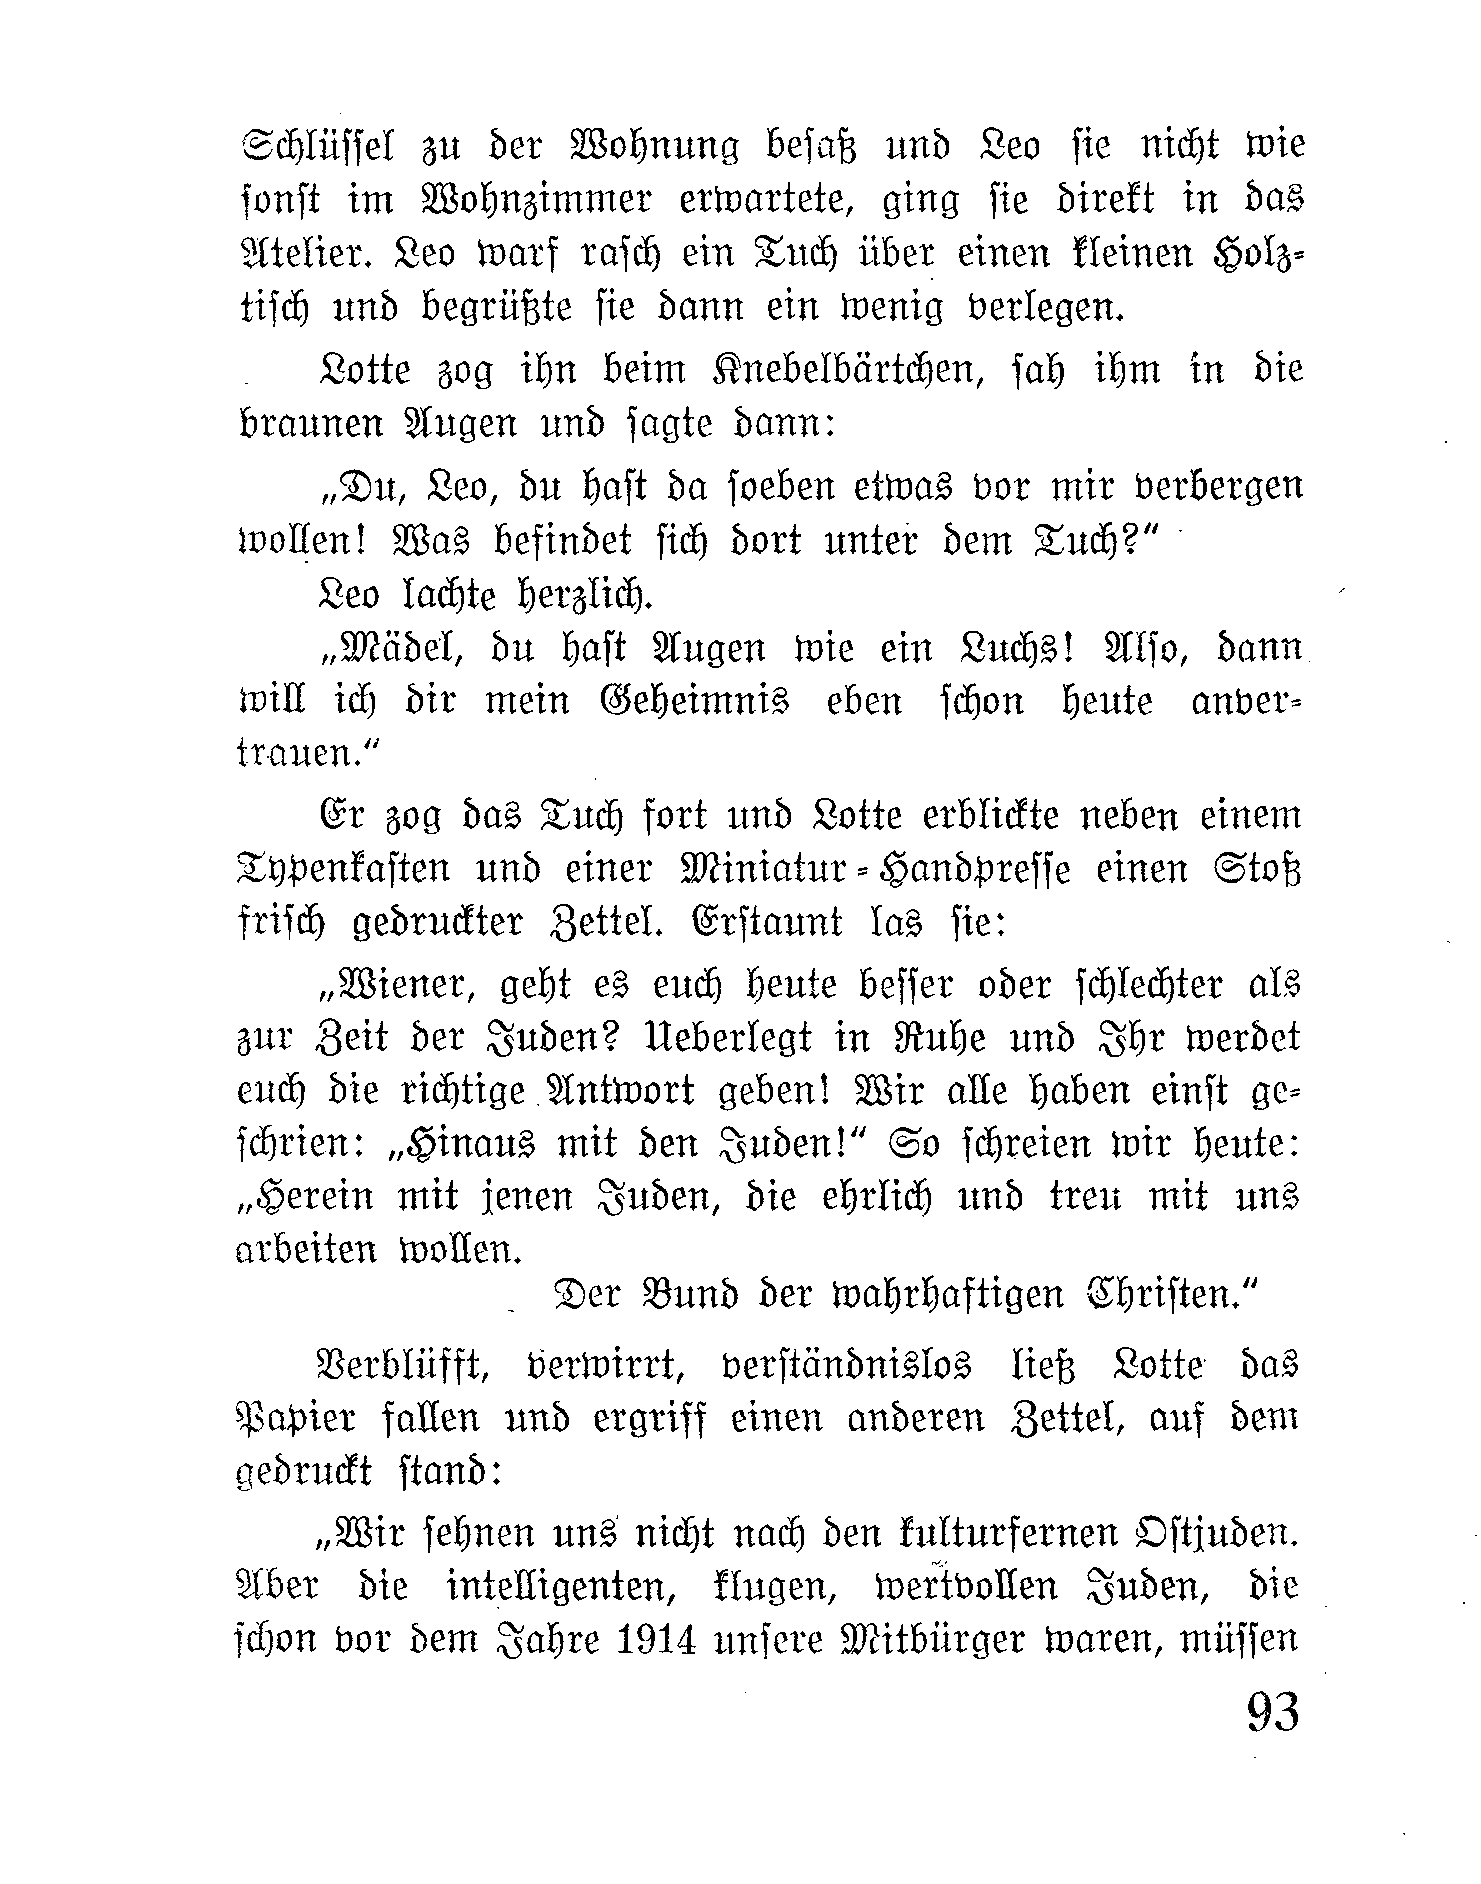 Schlüssel zu der Wohnung besaß und Leo sie nicht wie
sonst im Wohnzimmer erwartete, ging sie direkt in das
Atelier. Leo warf rasch ein Tuch über einen kleinen Holz-
tisch und begrüßte sie dann ein wenig verlegen.
Lotte zog ihn beim Knebelbärtchen, sah ihm in die
braunen Augen und sagte dann:
„Du, Leo, du hast da soeben etwas vor mir verbergen
wollen! Was befindet sich dort unter dem Tuch?“
Leo lachte herzlich.
„Mädel, du hast Augen wie ein Luchs! Also, dann
will ich dir mein Geheimnis eben schon heute anver-
trauen.“
Er zog das Tuch fort und Lotte erblickte neben einem
Typenkasten und einer Miniatur-Handpresse einen Stoß
frisch gedruckter Zettel. Erstaunt las sie:
„Wiener, geht es euch heute besser oder schlechter als
zur Zeit der Juden? Ueberlegt in Ruhe und Ihr werdet
euch die richtige Antwort geben! Wir alle haben einst ge-
schrien: „Hinaus mit den Juden!“ So schreien wir heute:
„Herein mit jenen Juden, die ehrlich und treu mit uns
arbeiten wollen.
Der Bund der wahrhaftigen Christen.“
Verblüfft, verwirrt, verständnislos ließ Lotte das
Papier fallen und ergriff einen anderen Zettel, auf dem
gedruckt stand:
„Wir sehnen uns nicht nach den kulturfernen Ostjuden.
Aber die intelligenten, klugen, wertvollen Juden, die
schon vor dem Jahre 1914 unsere Mitbürger waren, müssen
93